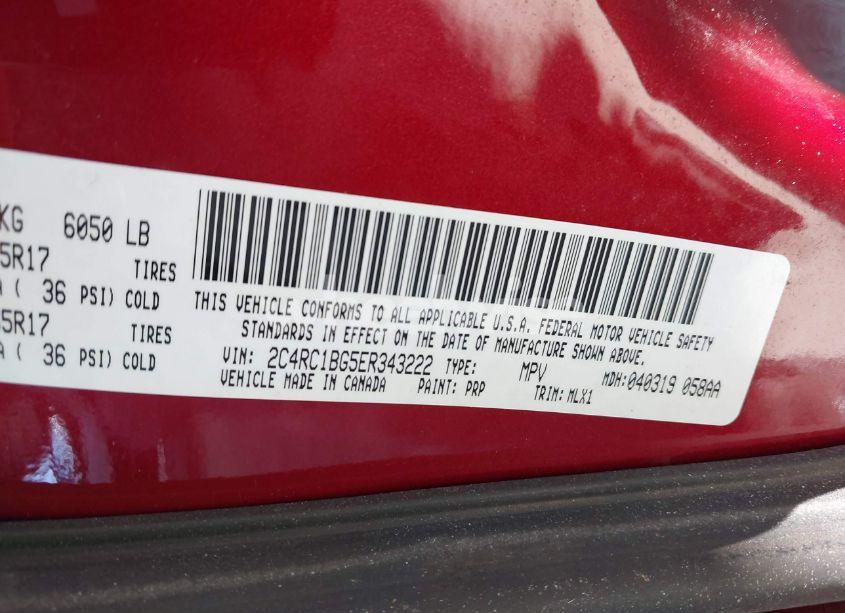 KG 6050 LB
5R17 TIRES
( 36 PSI) COLD
5R17 TIRES
( 36 PSI) COLD
THIS VEHICLE CONFORMS TO ALL APPLICABLE U.S.A. FEDERAL MOTOR VEHICLE SAFETY
STANDARDS IN EFFECT ON THE DATE OF MANUFACTURE SHOWN ABOVE.
VIN: 2C4RC1BG5ER343222 TYPE: MPV MDH:040319 058AA
VEHICLE MADE IN CANADA PAINT: PRP TRIM: MLX1